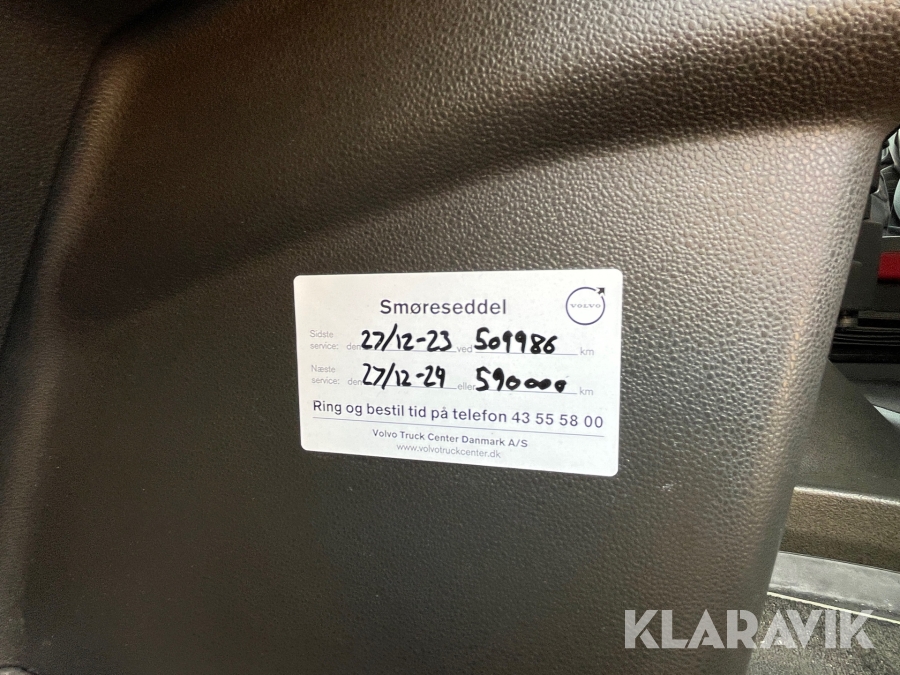 Smøreseddel
VOLVO
Sidste
service: den 27/12-23 ved 509986 km
Næste
service: den 27/12-24 eller 590000 km
Ring og bestil tid på telefon 43 55 58 00
Volvo Truck Center Danmark A/S
www.volvotruckcenter.dk
KLARAVIK